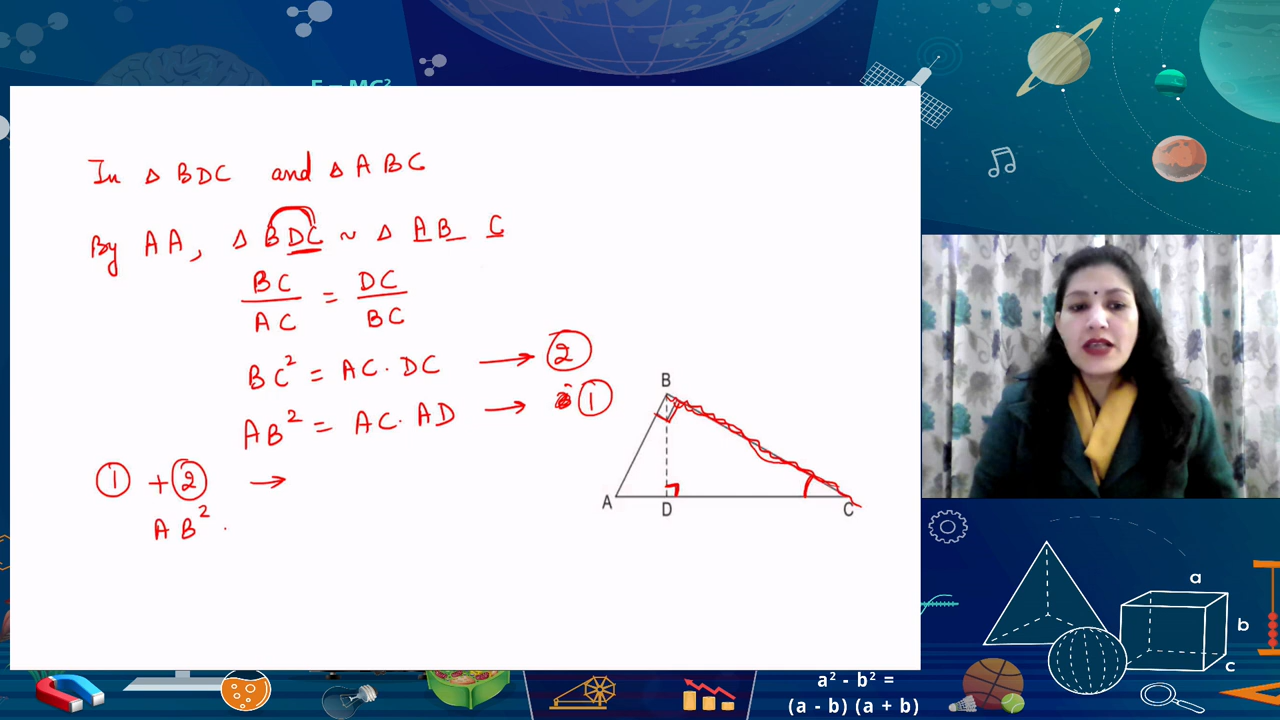 E = MC²
In △ BDC and △ ABC
By AA, △ BDC ~ △ AB C
BC/AC = DC/BC
BC² = AC. DC → ②
AB² = AC. AD → ①
① + ② →
AB² .
B
A
D
C
a
b
c
a² - b² =
(a - b) (a + b)